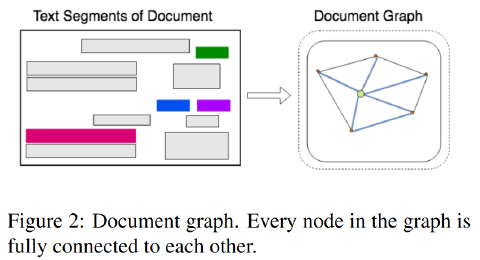 Text Segments of Document
Document Graph
Figure 2: Document graph. Every node in the graph is
fully connected to each other.